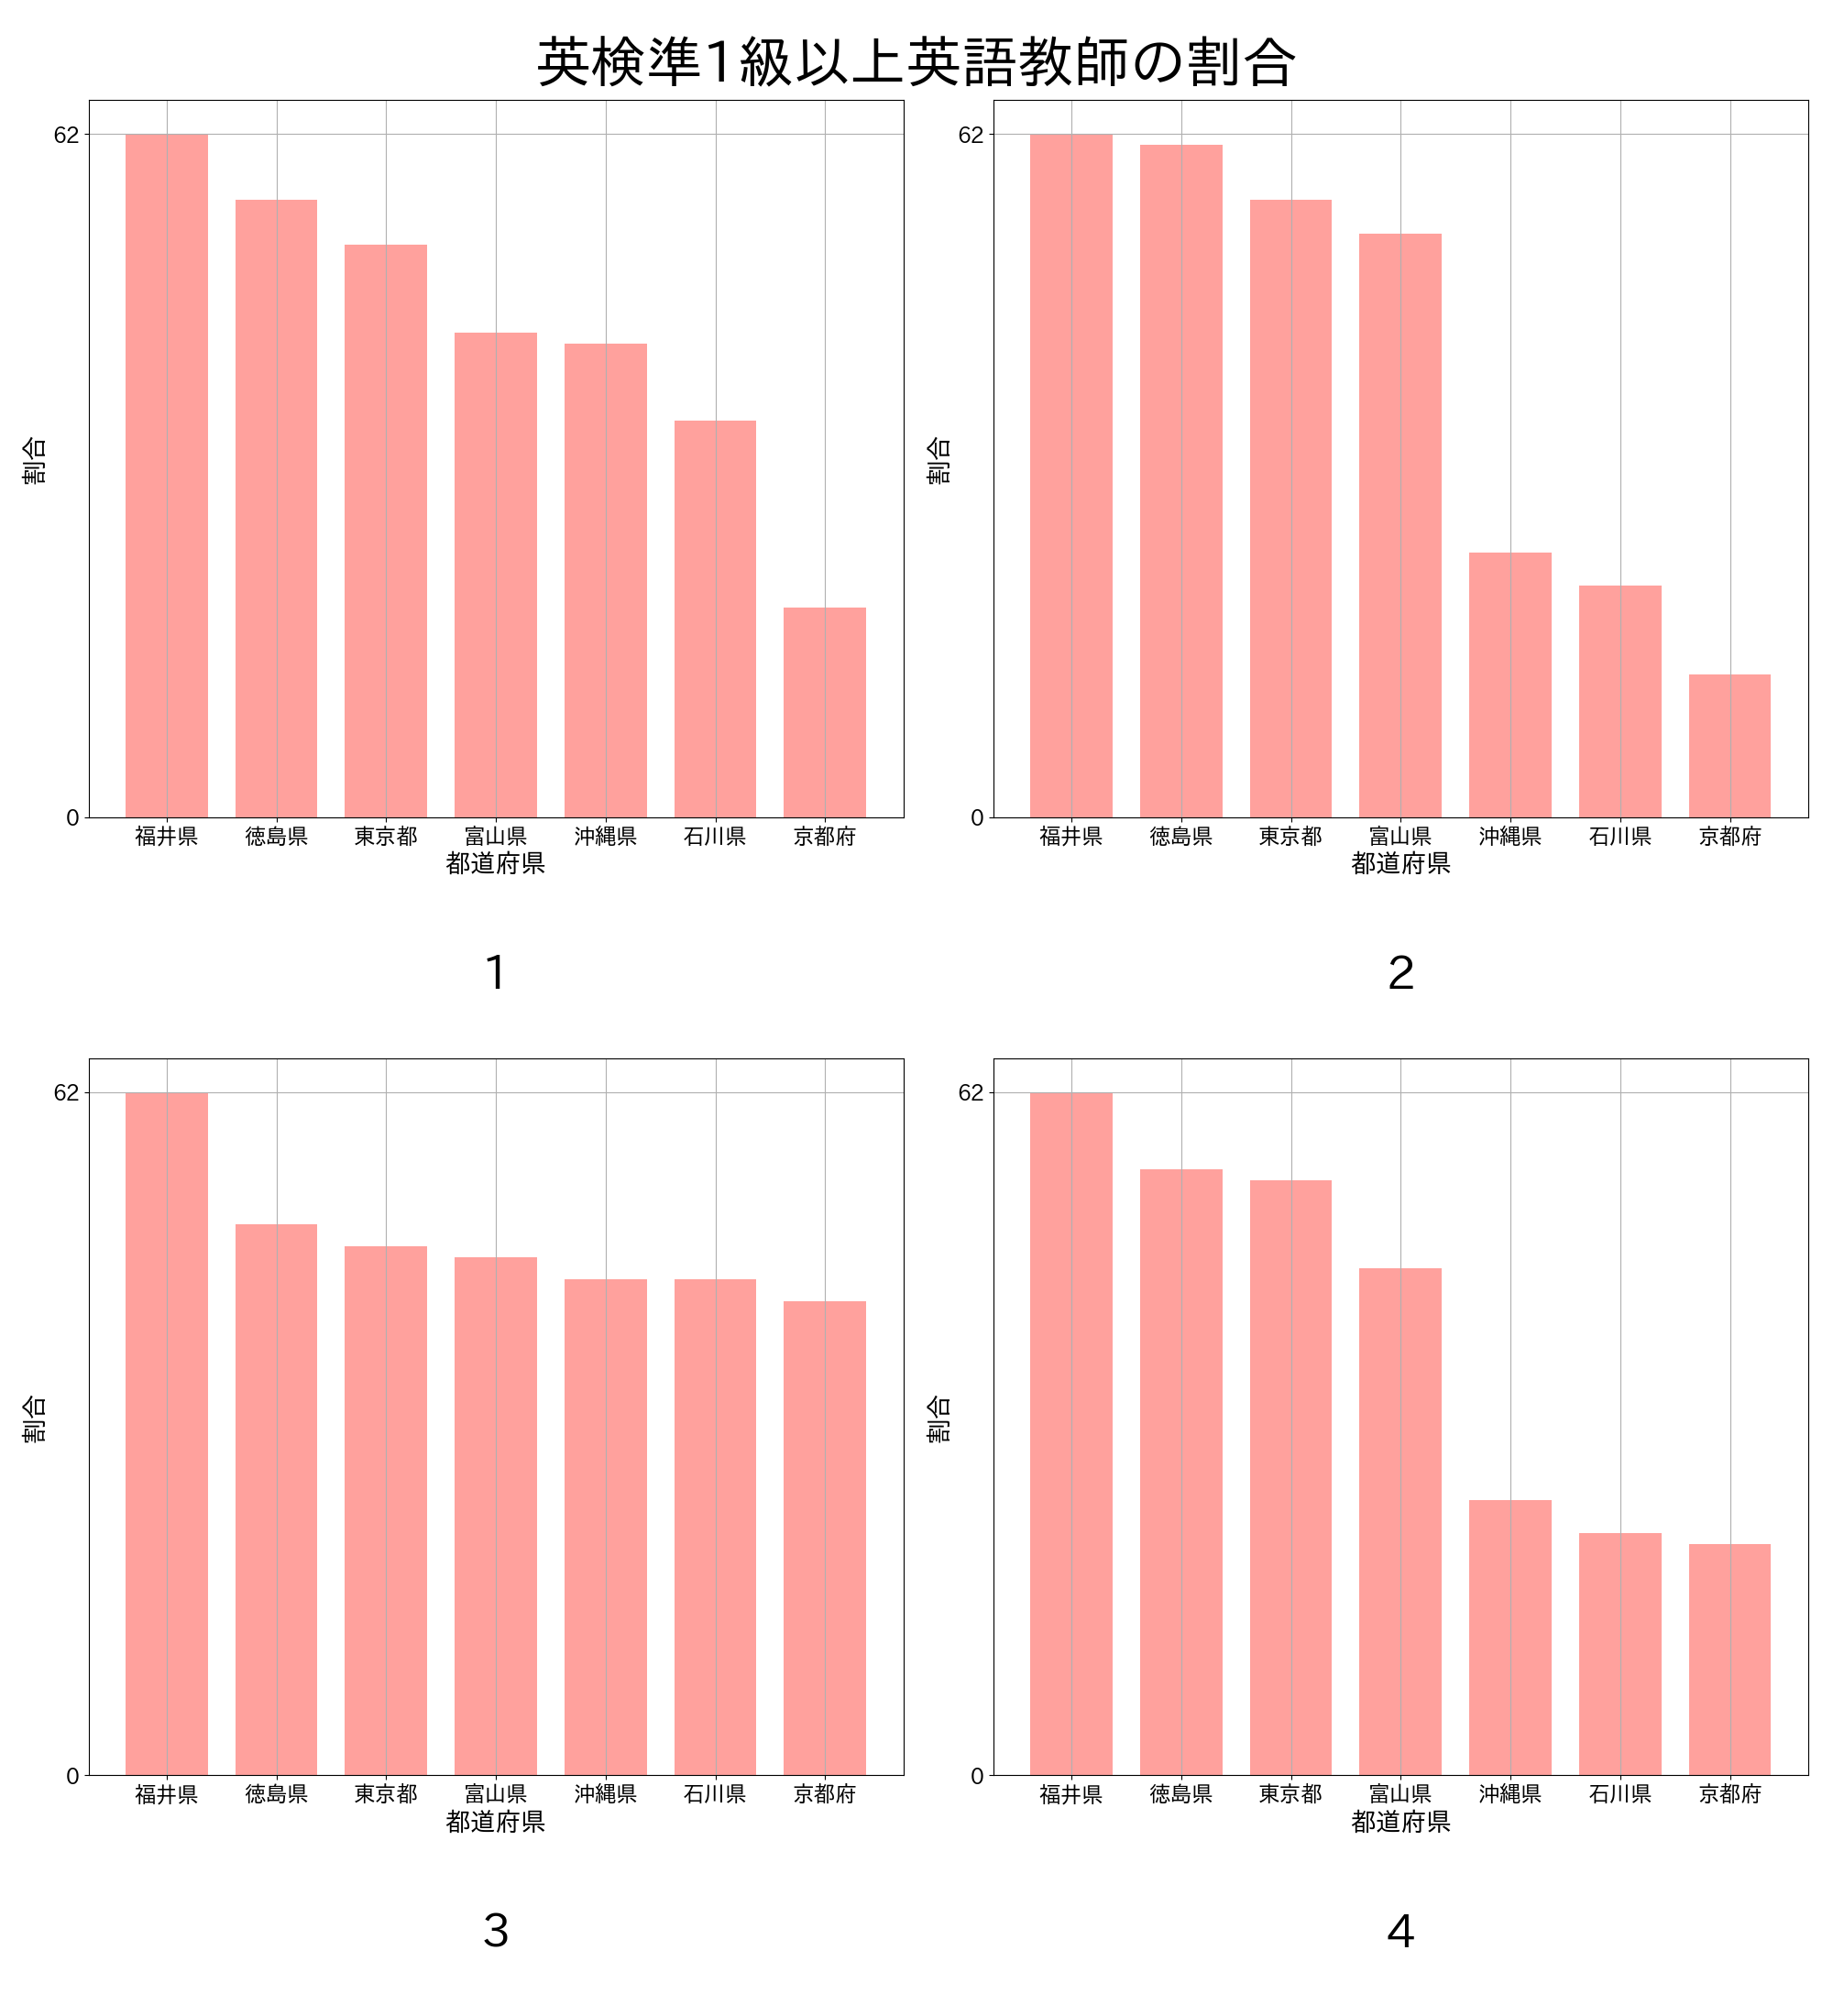 英検準1級以上英語教師の割合
62
0
割合
福井県 徳島県 東京都 富山県 沖縄県 石川県 京都府
都道府県
1
62
0
割合
福井県 徳島県 東京都 富山県 沖縄県 石川県 京都府
都道府県
2
62
0
割合
福井県 徳島県 東京都 富山県 沖縄県 石川県 京都府
都道府県
3
62
0
割合
福井県 徳島県 東京都 富山県 沖縄県 石川県 京都府
都道府県
4